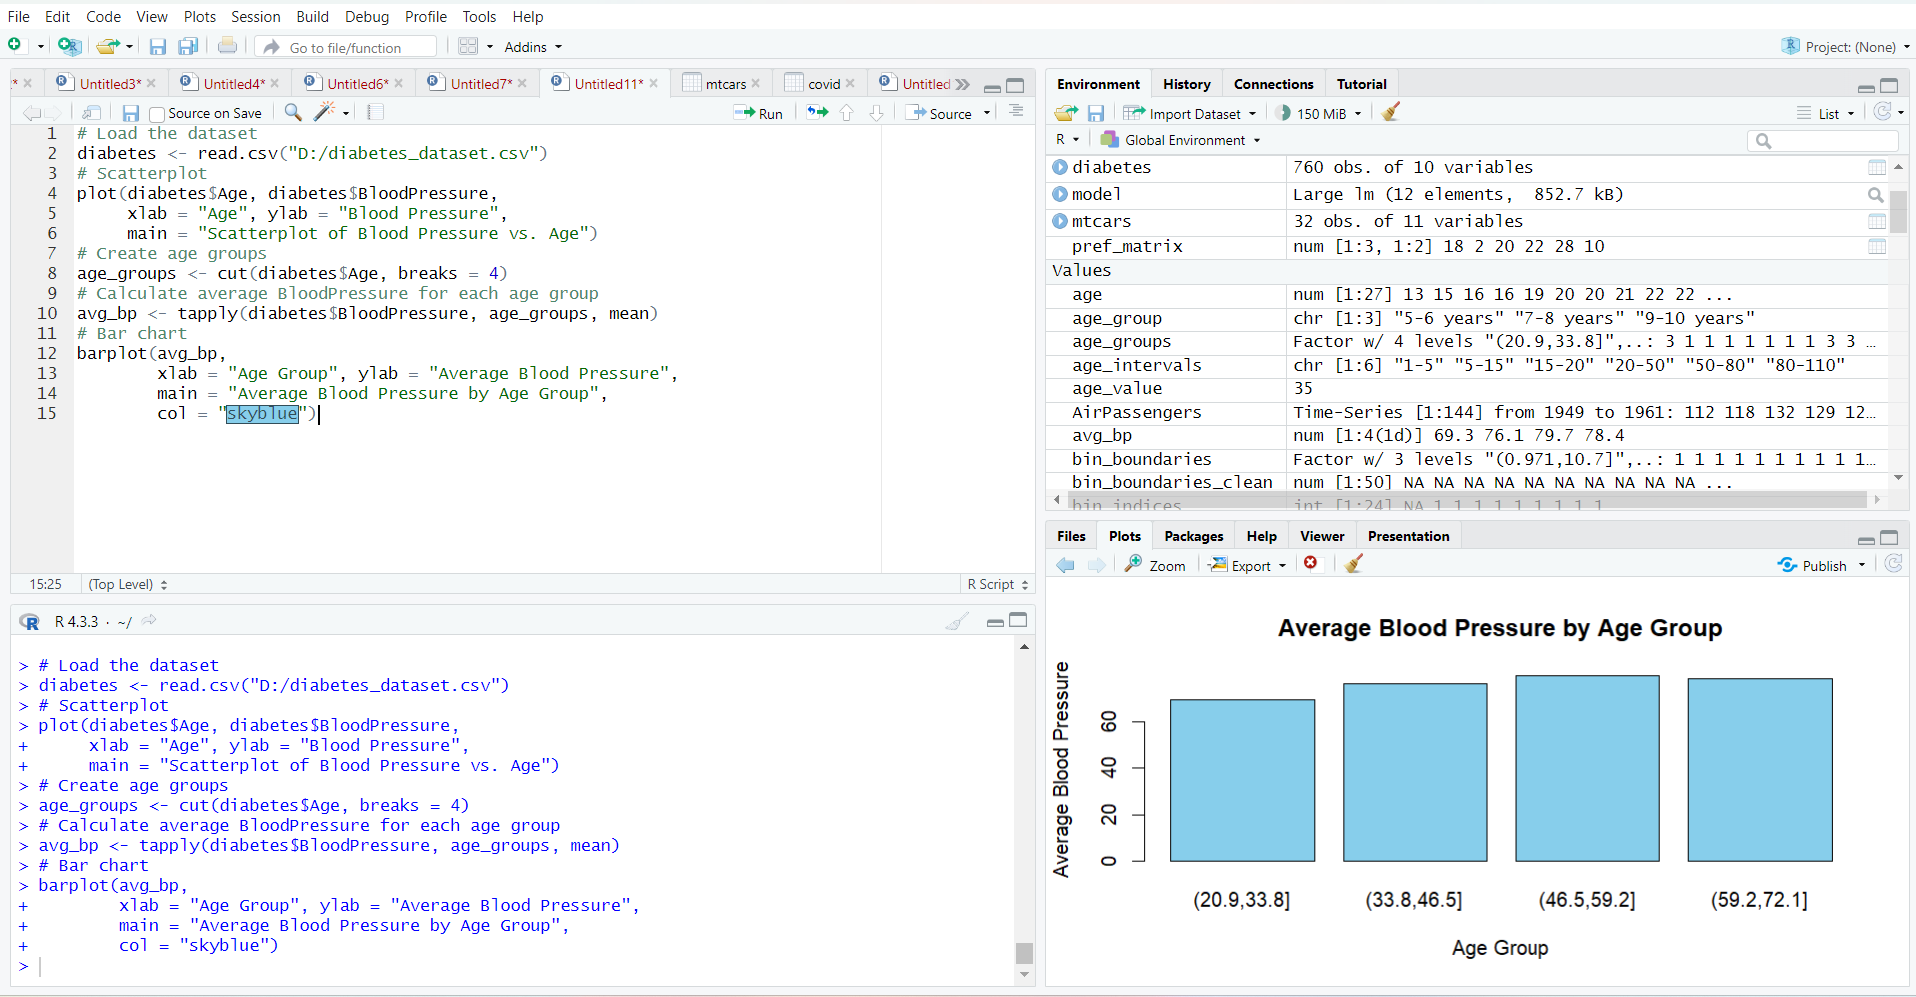 File Edit Code View Plots Session Build Debug Profile Tools Help
Go to file/function Addins Project: (None)
Untitled3* Untitled4* Untitled6* Untitled7* Untitled11* mtcars covid Untitled
Source on Save Run Source
1 # Load the dataset
2 diabetes <- read.csv("D:/diabetes_dataset.csv")
3 # Scatterplot
4 plot(diabetes$Age, diabetes$BloodPressure,
5 xlab = "Age", ylab = "Blood Pressure",
6 main = "Scatterplot of Blood Pressure vs. Age")
7 # Create age groups
8 age_groups <- cut(diabetes$Age, breaks = 4)
9 # Calculate average BloodPressure for each age group
10 avg_bp <- tapply(diabetes$BloodPressure, age_groups, mean)
11 # Bar chart
12 barplot(avg_bp,
13 xlab = "Age Group", ylab = "Average Blood Pressure",
14 main = "Average Blood Pressure by Age Group",
15 col = "skyblue")
15:25 (Top Level) R Script
R 4.3.3 · ~/
> # Load the dataset
> diabetes <- read.csv("D:/diabetes_dataset.csv")
> # Scatterplot
> plot(diabetes$Age, diabetes$BloodPressure,
+ xlab = "Age", ylab = "Blood Pressure",
+ main = "Scatterplot of Blood Pressure vs. Age")
> # Create age groups
> age_groups <- cut(diabetes$Age, breaks = 4)
> # Calculate average BloodPressure for each age group
> avg_bp <- tapply(diabetes$BloodPressure, age_groups, mean)
> # Bar chart
> barplot(avg_bp,
+ xlab = "Age Group", ylab = "Average Blood Pressure",
+ main = "Average Blood Pressure by Age Group",
+ col = "skyblue")
>
Environment History Connections Tutorial
Import Dataset 150 MiB List
R Global Environment
diabetes 760 obs. of 10 variables
model Large lm (12 elements, 852.7 kB)
mtcars 32 obs. of 11 variables
pref_matrix num [1:3, 1:2] 18 2 20 22 28 10
Values
age num [1:27] 13 15 16 16 19 20 20 21 22 22 ...
age_group chr [1:3] "5-6 years" "7-8 years" "9-10 years"
age_groups Factor w/ 4 levels "(20.9,33.8]",..: 3 1 1 1 1 1 1 1 3 3 …
age_intervals chr [1:6] "1-5" "5-15" "15-20" "20-50" "50-80" "80-110"
age_value 35
AirPassengers Time-Series [1:144] from 1949 to 1961: 112 118 132 129 12…
avg_bp num [1:4(1d)] 69.3 76.1 79.7 78.4
bin_boundaries Factor w/ 3 levels "(0.971,10.7]",..: 1 1 1 1 1 1 1 1 1 1…
bin_boundaries_clean num [1:50] NA NA NA NA NA NA NA NA NA NA ...
bin_indices int [1:24] NA 1 1 1 1 1 1 1 1 1
Files Plots Packages Help Viewer Presentation
Zoom Export Publish
Average Blood Pressure by Age Group
Average Blood Pressure
60
40
20
0
(20.9,33.8] (33.8,46.5] (46.5,59.2] (59.2,72.1]
Age Group